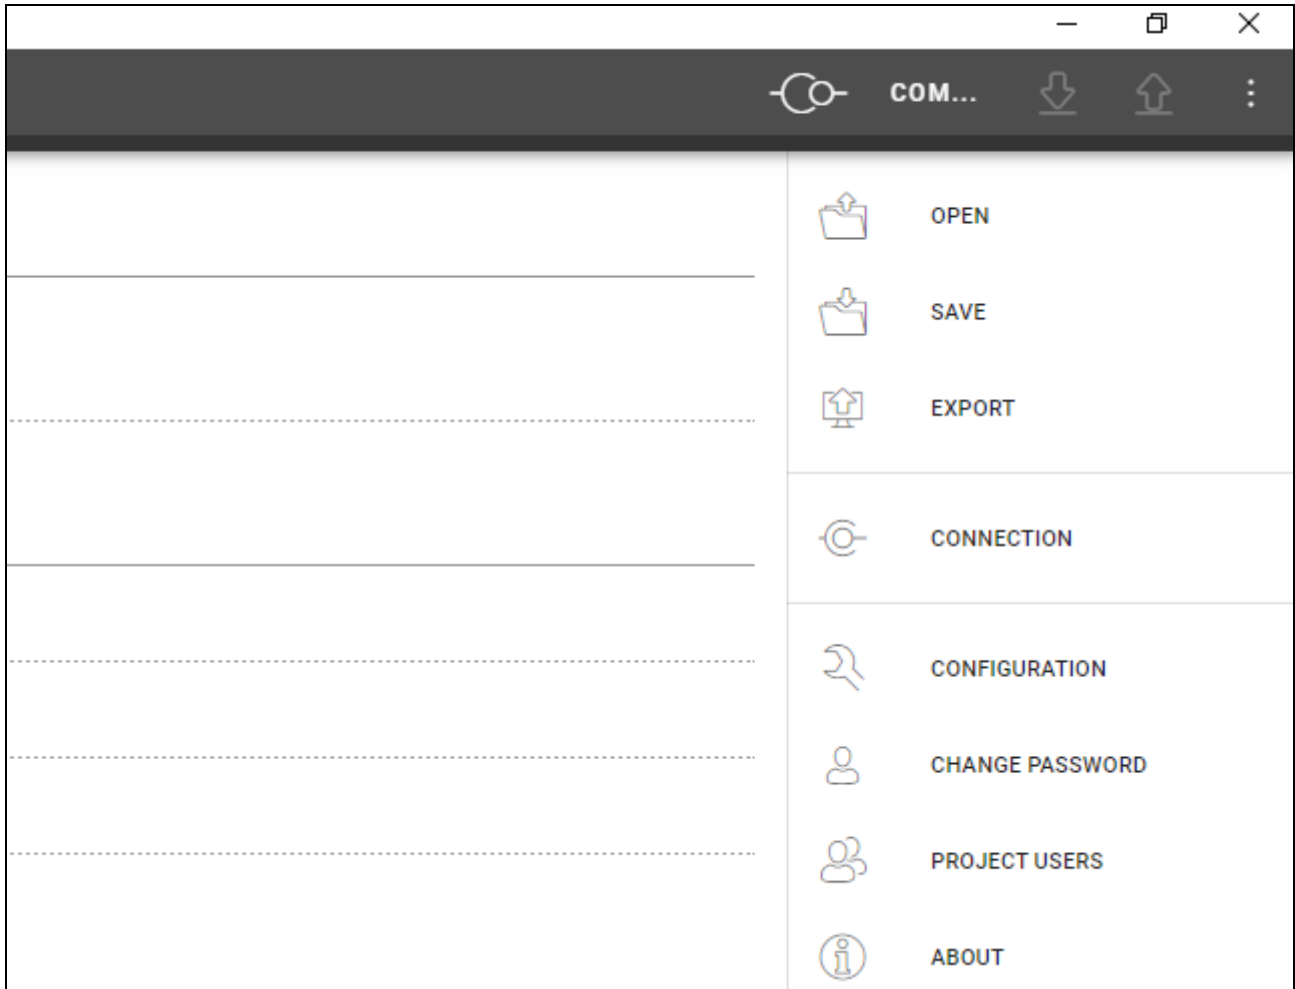 COM...
OPEN
SAVE
EXPORT
CONNECTION
CONFIGURATION
CHANGE PASSWORD
PROJECT USERS
ABOUT